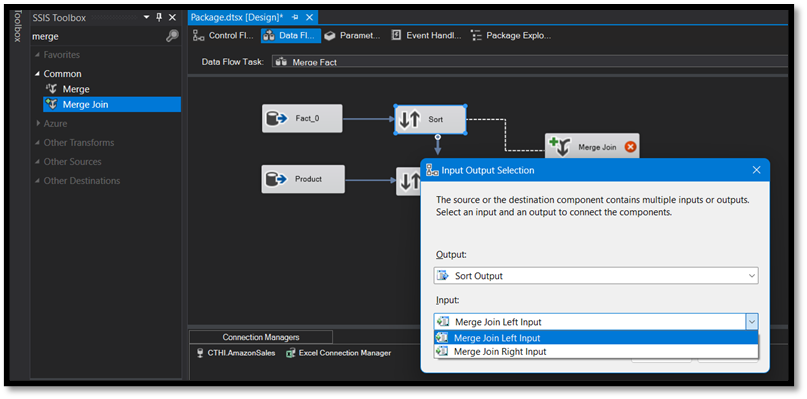 Toolbox
SSIS Toolbox
merge
Favorites
Common
Merge
Merge Join
Azure
Other Transforms
Other Sources
Other Destinations
Package.dtsx [Design]*
Control Fl...
Data Fl...
Paramet...
Event Handl...
Package Explo...
Data Flow Task:
Merge Fact
Fact_0
Sort
Merge Join
Product
Input Output Selection
The source or the destination component contains multiple inputs or outputs.
Select an input and an output to connect the components.
Output:
Sort Output
Input:
Merge Join Left Input
Merge Join Left Input
Merge Join Right Input
Connection Managers
CTHI.AmazonSales
Excel Connection Manager